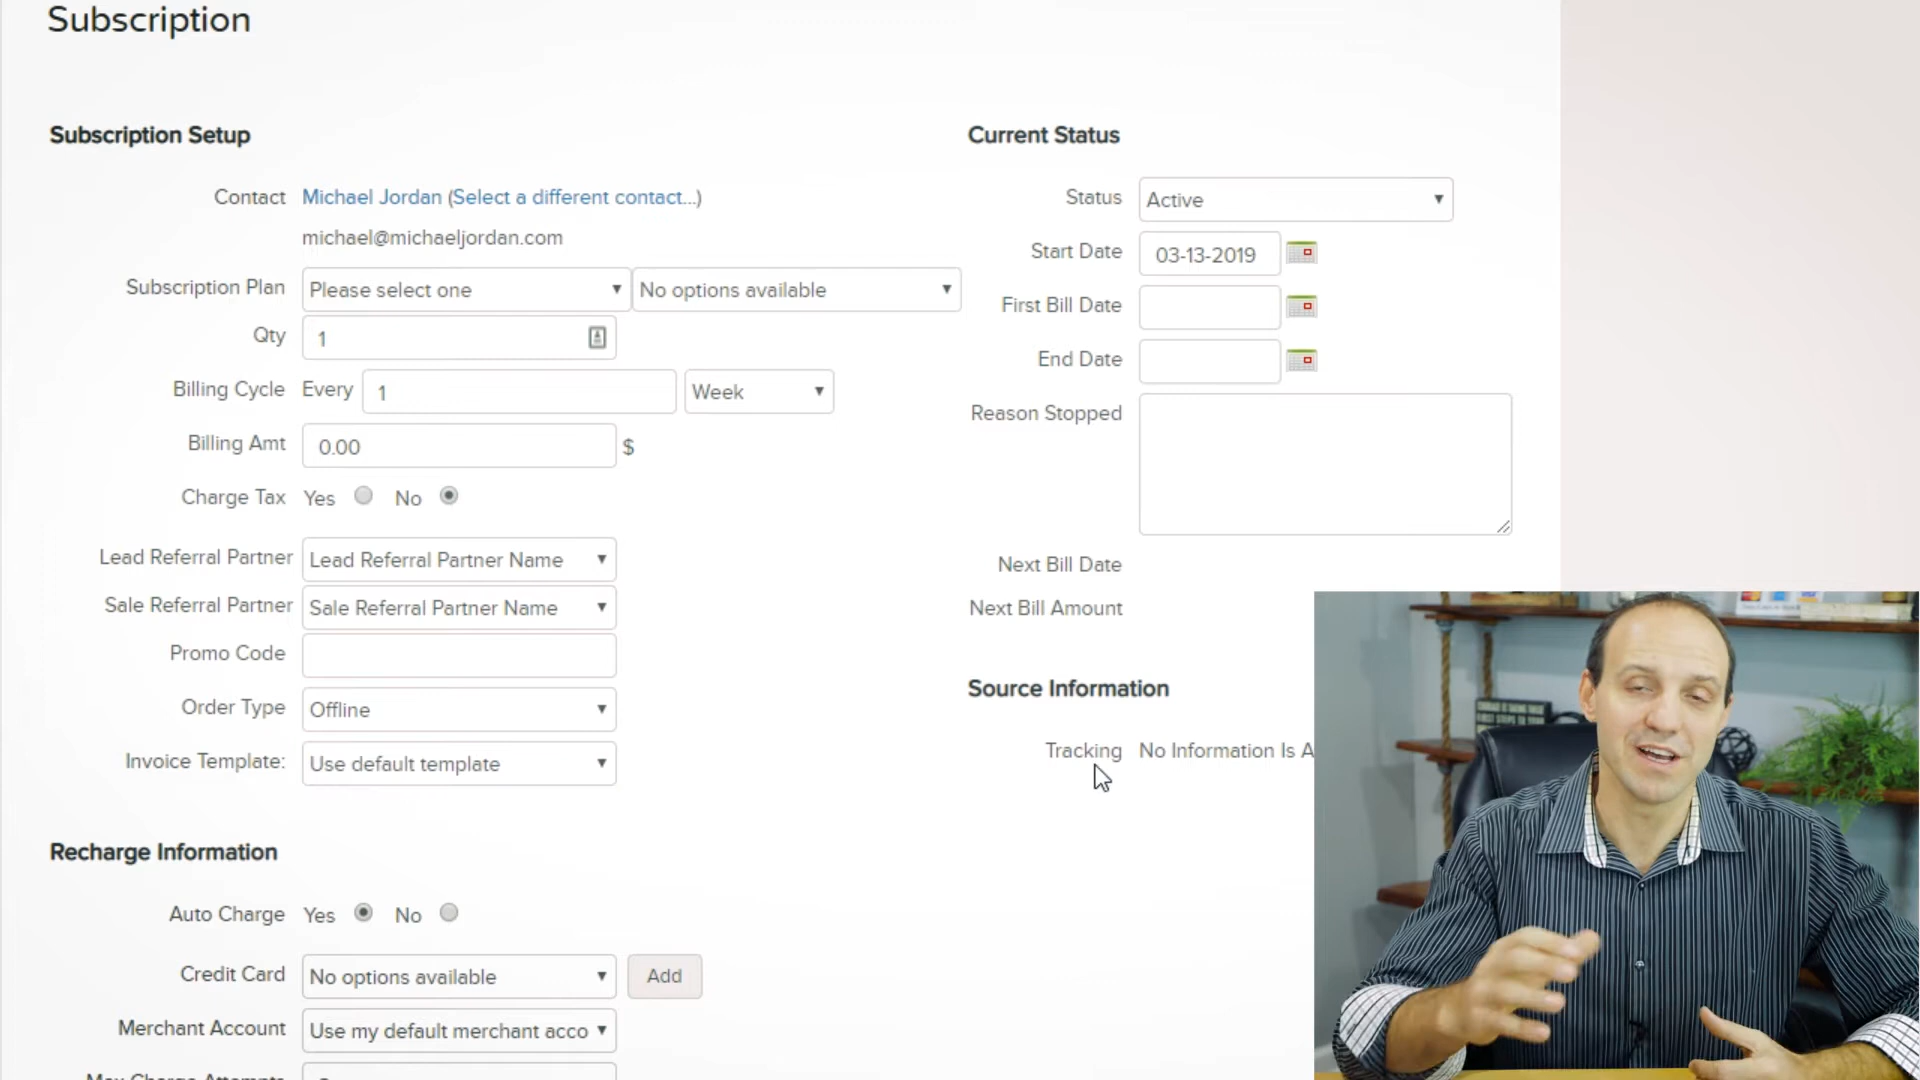 Subscription
Subscription Setup
Contact Michael Jordan (Select a different contact...)
michael@michaeljordan.com
Subscription Plan Please select one No options available
Qty 1
Billing Cycle Every 1 Week
Billing Amt 0.00 $
Charge Tax Yes No
Lead Referral Partner Lead Referral Partner Name
Sale Referral Partner Sale Referral Partner Name
Promo Code
Order Type Offline
Invoice Template: Use default template
Recharge Information
Auto Charge Yes No
Credit Card No options available Add
Merchant Account Use my default merchant acco
Max Charge Attempts
Current Status
Status Active
Start Date 03-13-2019
First Bill Date
End Date
Reason Stopped
Next Bill Date
Next Bill Amount
Source Information
Tracking No Information Is A